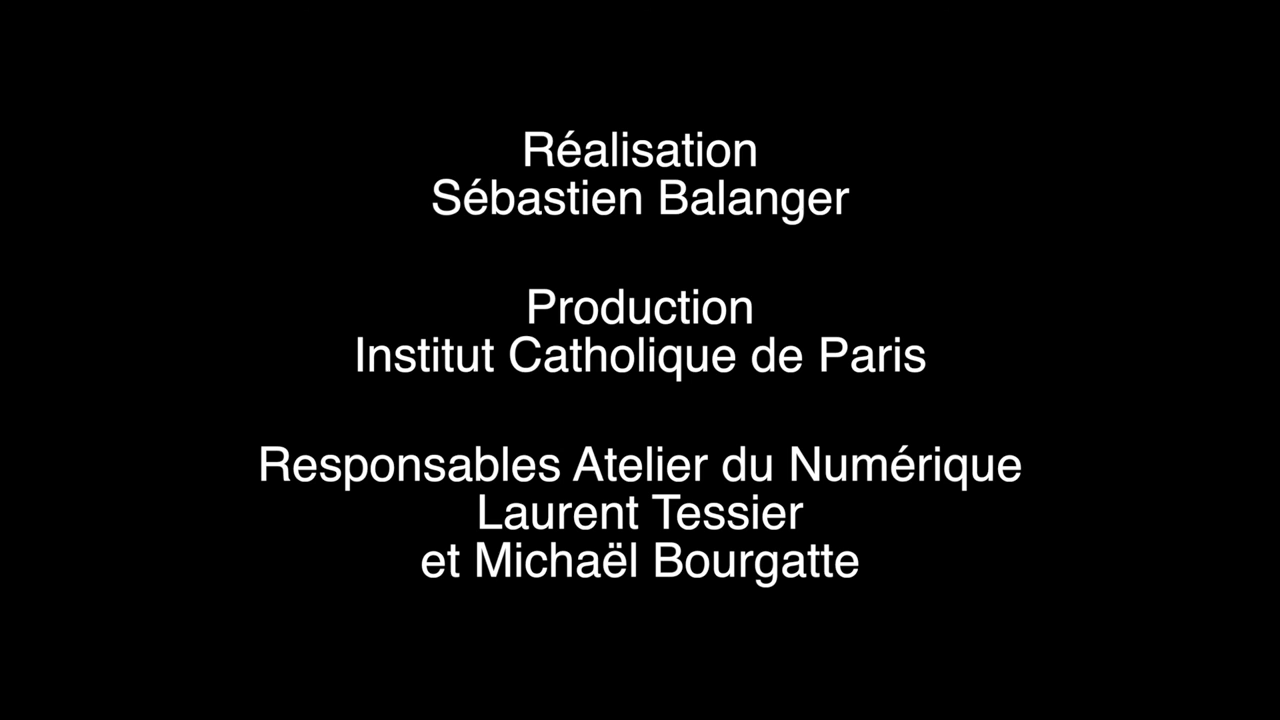 Réalisation
Sébastien Balanger
Production
Institut Catholique de Paris
Responsables Atelier du Numérique
Laurent Tessier
et Michaël Bourgatte